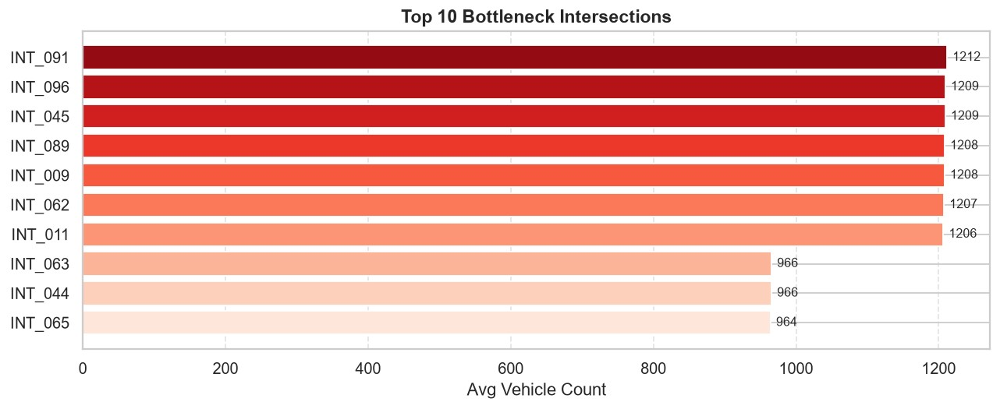 Top 10 Bottleneck Intersections
INT_091 1212
INT_096 1209
INT_045 1209
INT_089 1208
INT_009 1208
INT_062 1207
INT_011 1206
INT_063 966
INT_044 966
INT_065 964
0 200 400 600 800 1000 1200
Avg Vehicle Count